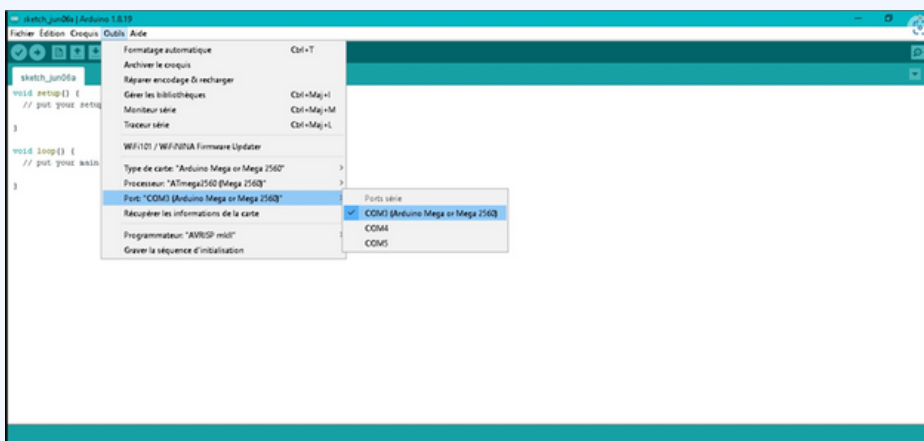 sketch_jun06a | Arduino 1.8.19
Fichier Édition Croquis Outils Aide
sketch_jun06a
void setup() {
// put your setup
}
void loop() {
// put your main
}
Formatage automatique Ctrl+T
Archiver le croquis
Réparer encodage & recharger
Gérer les bibliothèques Ctrl+Maj+I
Moniteur série Ctrl+Maj+M
Traceur série Ctrl+Maj+L
WiFi101 / WiFiNINA Firmware Updater
Type de carte: "Arduino Mega or Mega 2560"
Processeur: "ATmega2560 (Mega 2560)"
Port: "COM3 (Arduino Mega or Mega 2560)"
Récupérer les informations de la carte
Programmateur: "AVRISP mkII"
Graver la séquence d'initialisation
Ports série
COM3 (Arduino Mega or Mega 2560)
COM4
COM5